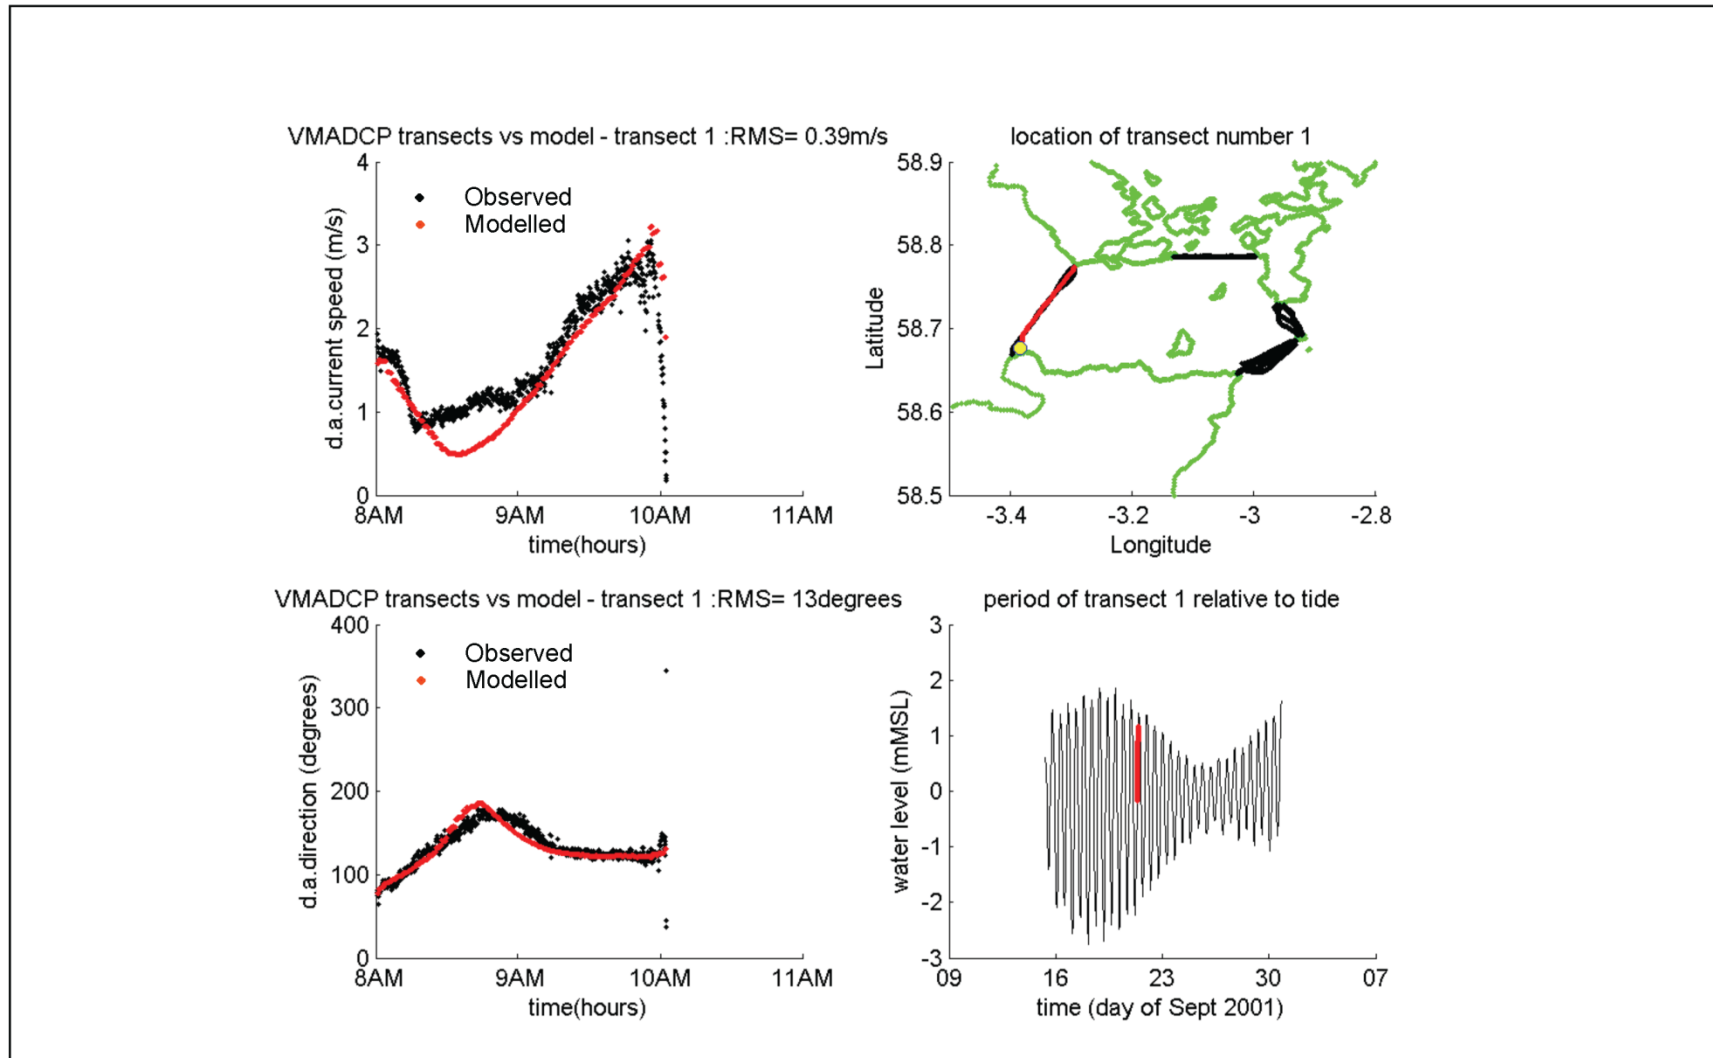 VMADCP transects vs model - transect 1 :RMS= 0.39m/s
4
3
2
1
0
d.a.current speed (m/s)
Observed
Modelled
8AM 9AM 10AM 11AM
time(hours)
location of transect number 1
58.9
58.8
58.7
58.6
58.5
Latitude
-3.4 -3.2 -3 -2.8
Longitude
VMADCP transects vs model - transect 1 :RMS= 13degrees
400
300
200
100
0
d.a.direction (degrees)
Observed
Modelled
8AM 9AM 10AM 11AM
time(hours)
period of transect 1 relative to tide
3
2
1
0
-1
-2
-3
water level (mMSL)
09 16 23 30 07
time (day of Sept 2001)